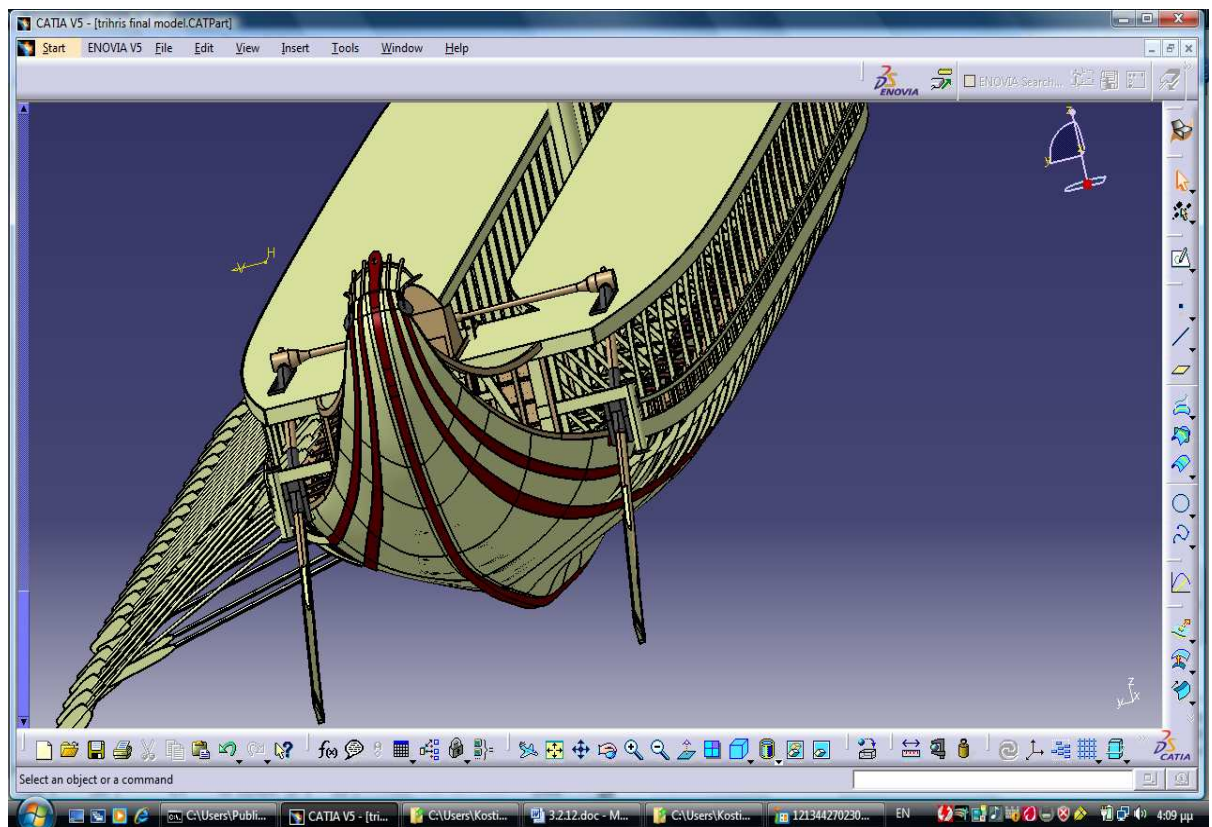 CATIA V5 - [trihris final model.CATPart]
Start ENOVIA V5 File Edit View Insert Tools Window Help
ENOVIA
ENOVIA Search...
z
y
H
z
y x
f(x)
CATIA
Select an object or a command
C:\Users\Publi... CATIA V5 - [tri... C:\Users\Kosti... 3.2.12.doc - M... C:\Users\Kosti... 121344270230... EN 4:09 μμ